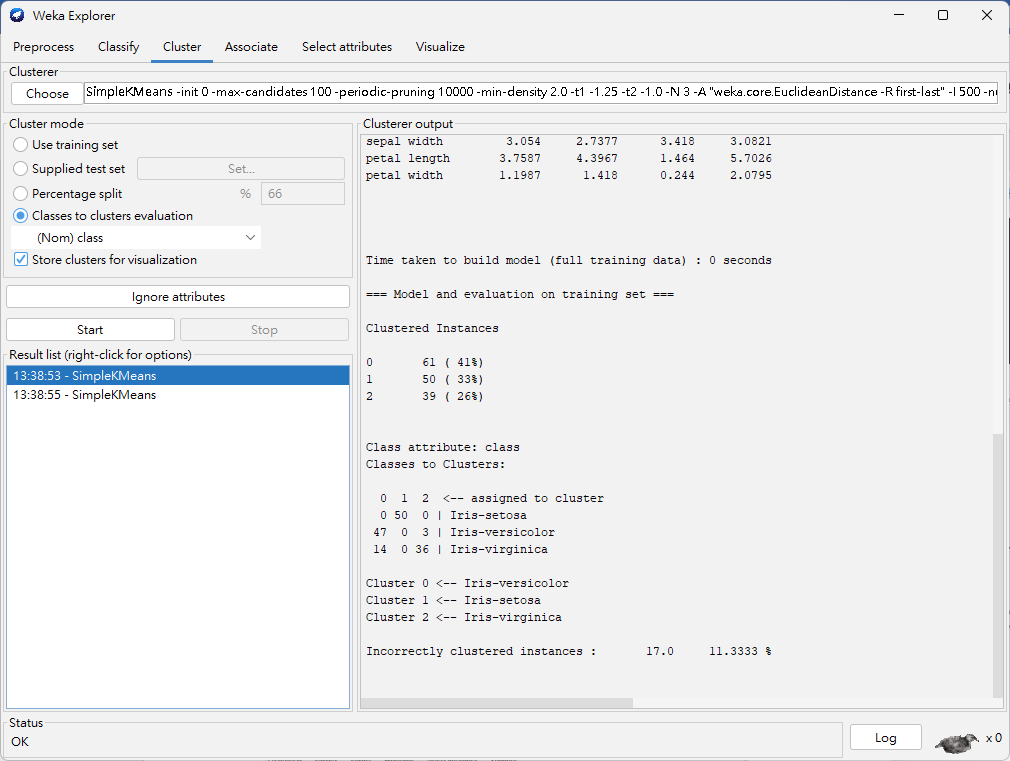 Weka Explorer
Preprocess Classify Cluster Associate Select attributes Visualize
Clusterer
Choose SimpleKMeans -init 0 -max-candidates 100 -periodic-pruning 10000 -min-density 2.0 -t1 -1.25 -t2 -1.0 -N 3 -A "weka.core.EuclideanDistance -R first-last" -I 500
Cluster mode
Use training set
Supplied test set Set...
Percentage split % 66
Classes to clusters evaluation
(Nom) class
Store clusters for visualization
Ignore attributes
Start Stop
Result list (right-click for options)
13:38:53 - SimpleKMeans
13:38:55 - SimpleKMeans
Clusterer output
sepal width 3.054 2.7377 3.418 3.0821
petal length 3.7587 4.3967 1.464 5.7026
petal width 1.1987 1.418 0.244 2.0795
Time taken to build model (full training data) : 0 seconds
=== Model and evaluation on training set ===
Clustered Instances
0 61 ( 41%)
1 50 ( 33%)
2 39 ( 26%)
Class attribute: class
Classes to Clusters:
0 1 2 <-- assigned to cluster
0 50 0 | Iris-setosa
47 0 3 | Iris-versicolor
14 0 36 | Iris-virginica
Cluster 0 <-- Iris-versicolor
Cluster 1 <-- Iris-setosa
Cluster 2 <-- Iris-virginica
Incorrectly clustered instances : 17.0 11.3333 %
Status
OK
Log x 0